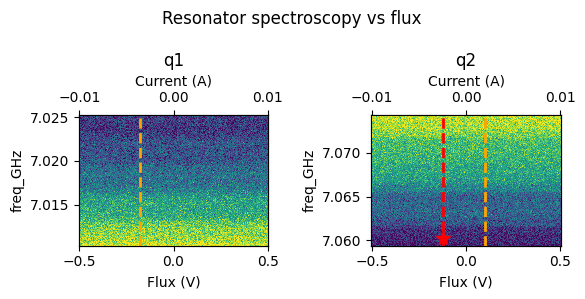 Resonator spectroscopy vs flux
q1
q2
Current (A)
Current (A)
−0.01 0.00 0.01
−0.01 0.00 0.01
freq_GHz
7.025
7.020
7.015
freq_GHz
7.070
7.065
7.060
−0.5 0.0 0.5
−0.5 0.0 0.5
Flux (V)
Flux (V)